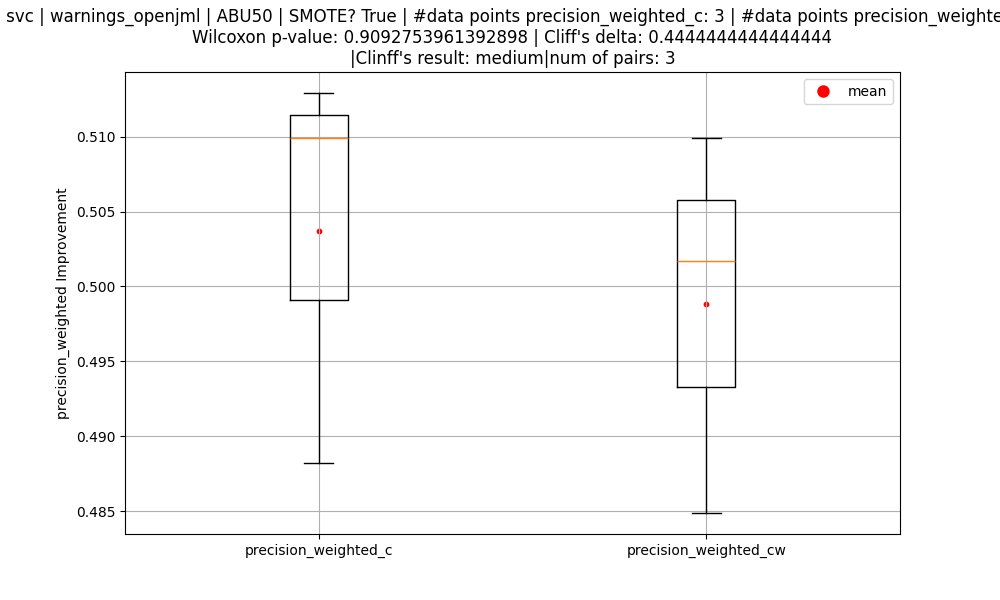 svc | warnings_openjml | ABU50 | SMOTE? True | #data points precision_weighted_c: 3 | #data points precision_weighte
Wilcoxon p-value: 0.9092753961392898 | Cliff's delta: 0.4444444444444444
|Clinff's result: medium|num of pairs: 3
mean
0.510
0.505
0.500
0.495
0.490
0.485
precision_weighted Improvement
precision_weighted_c
precision_weighted_cw